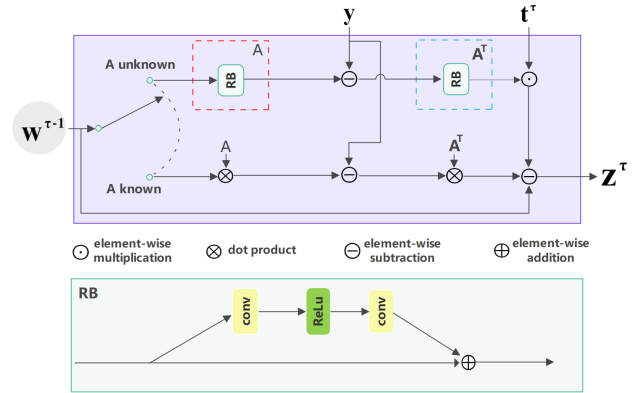 y
t^τ
A unknown
A
RB
A^T
RB
w^τ-1
A
A^T
A known
z^τ
element-wise
multiplication
dot product
element-wise
subtraction
element-wise
addition
RB
conv
ReLu
conv